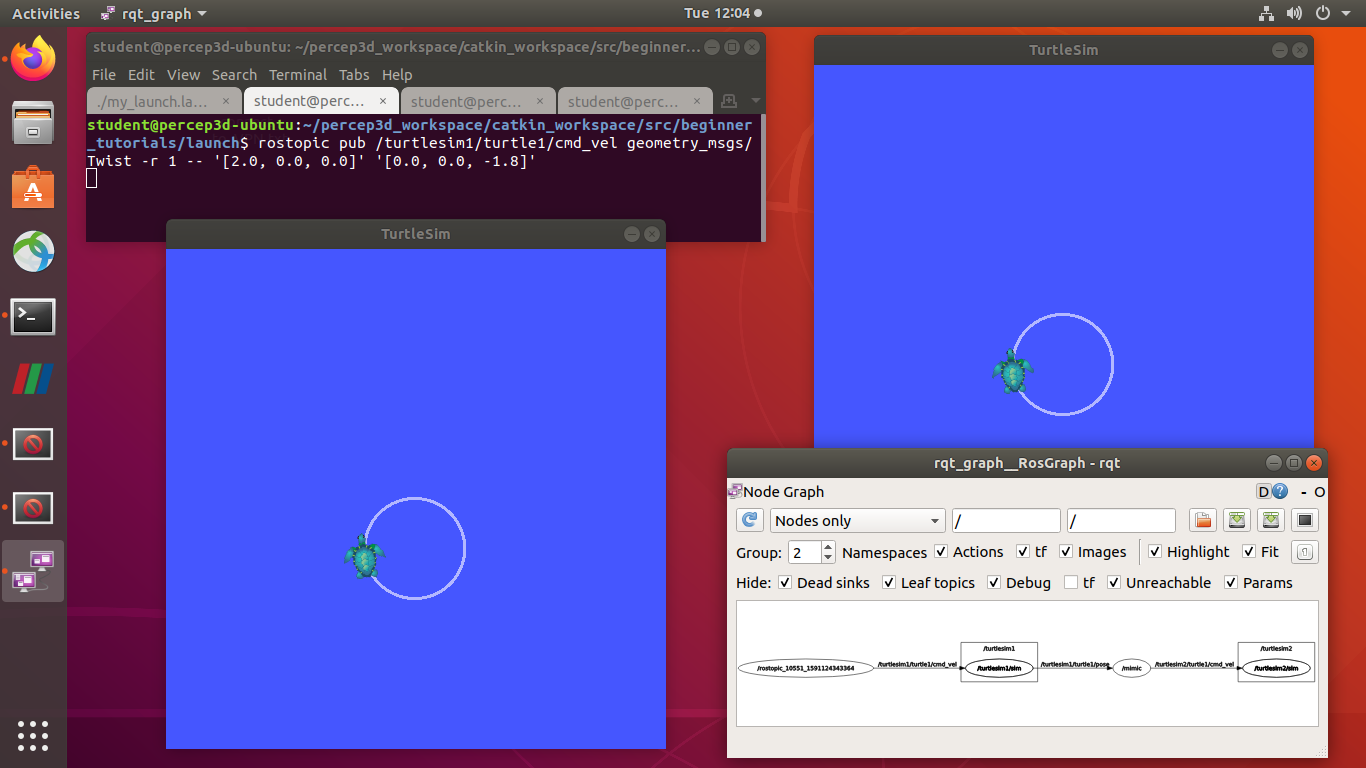 Activities rqt_graph Tue 12:04
student@percep3d-ubuntu: ~/percep3d_workspace/catkin_workspace/src/beginner...
File Edit View Search Terminal Tabs Help
./my_launch.la... × student@perc... × student@perc... × student@perc... ×
student@percep3d-ubuntu:~/percep3d_workspace/catkin_workspace/src/beginner
_tutorials/launch$ rostopic pub /turtlesim1/turtle1/cmd_vel geometry_msgs/
Twist -r 1 -- '[2.0, 0.0, 0.0]' '[0.0, 0.0, -1.8]'
TurtleSim
TurtleSim
rqt_graph__RosGraph - rqt
Node Graph D ? - O
Nodes only / /
Group: 2 Namespaces Actions tf Images Highlight Fit
Hide: Dead sinks Leaf topics Debug tf Unreachable Params
/turtlesim1 /turtlesim2
/rostopic_10551_1591124343364 /turtlesim1/turtle1/cmd_vel /turtlesim1/sim /turtlesim1/turtle1/pose /mimic /turtlesim2/turtle1/cmd_vel /turtlesim2/sim